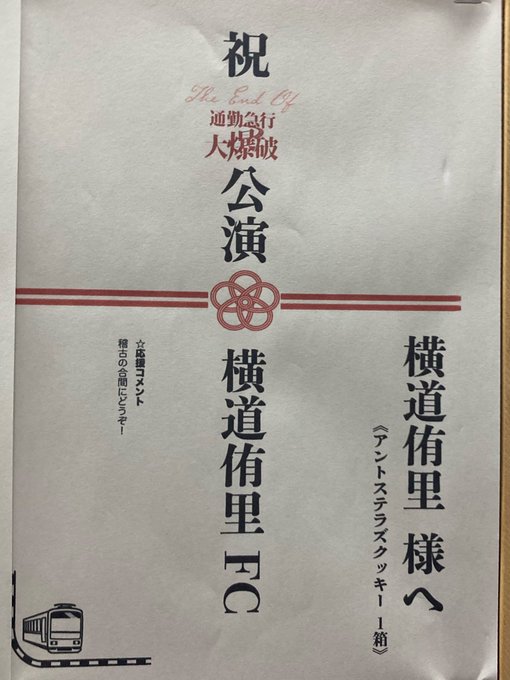 横道侑里 様へ
《アントステラズクッキー 1箱》
祝
The End Of
通勤急行
大爆破
公演
横道侑里 FC
☆応援コメント
稽古の合間にどうぞ！